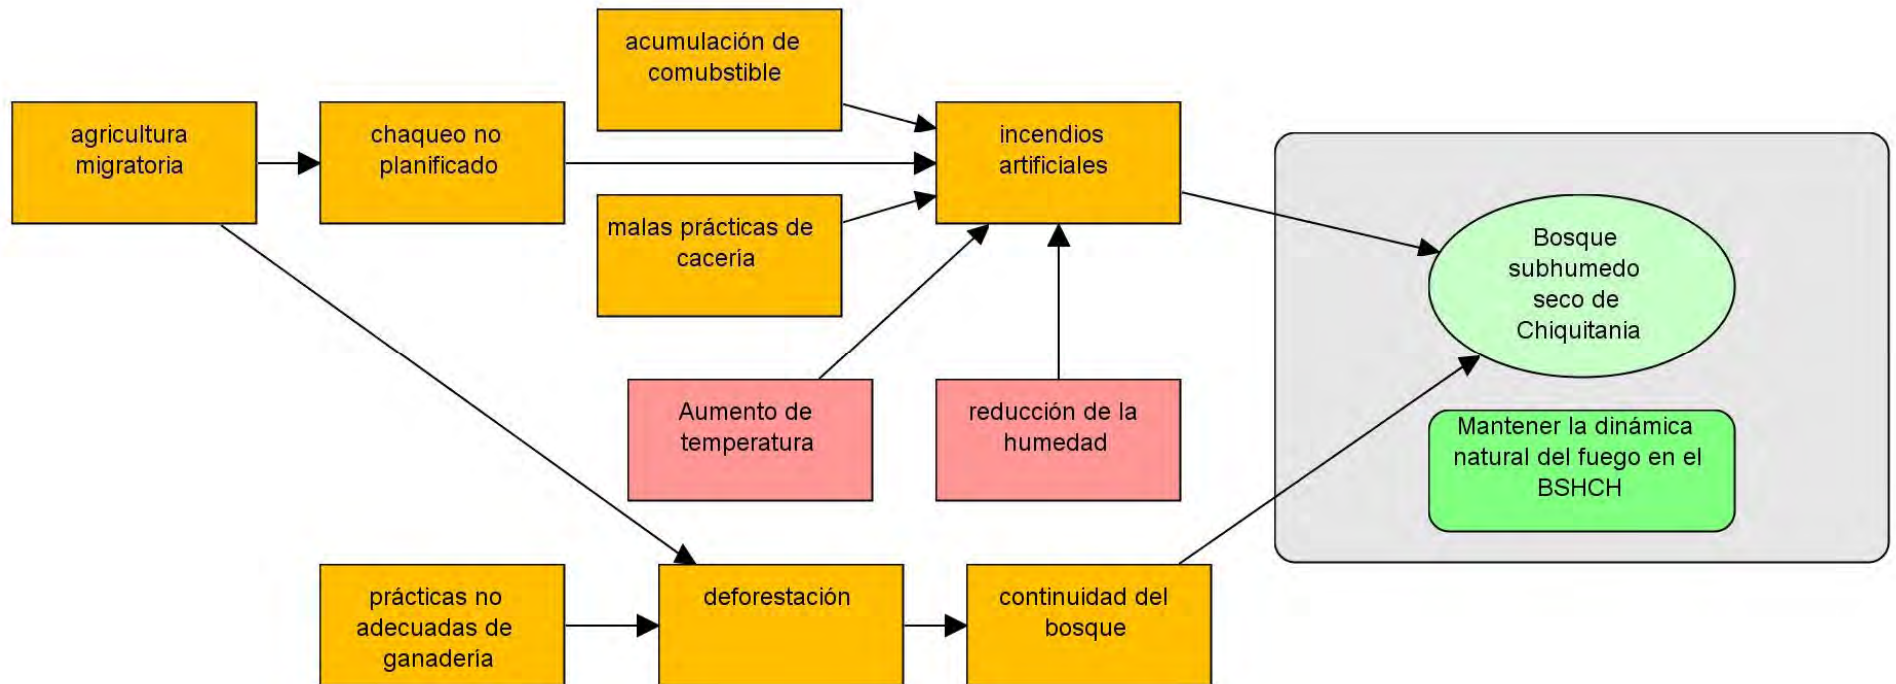 acumulación de
comubstible
agricultura
migratoria
chaqueo no
planificado
incendios
artificiales
malas prácticas de
cacería
Bosque
subhumedo
seco de
Chiquitania
Aumento de
temperatura
reducción de la
humedad
Mantener la dinámica
natural del fuego en el
BSHCH
prácticas no
adecuadas de
ganadería
deforestación
continuidad del
bosque